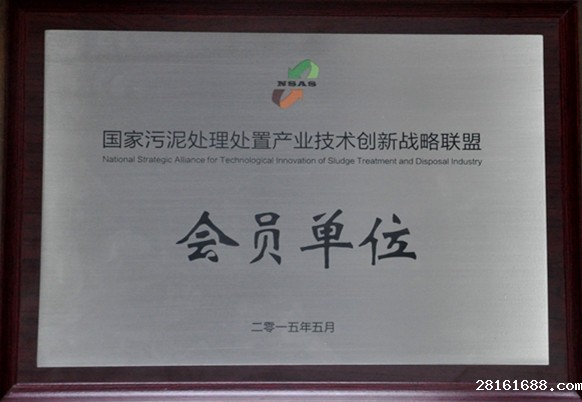 NSAS
国家污泥处理处置产业技术创新战略联盟
National Strategic Alliance for Technological Innovation of Sludge Treatment and Disposal Industry
会员单位
二零一五年五月
28161688.com